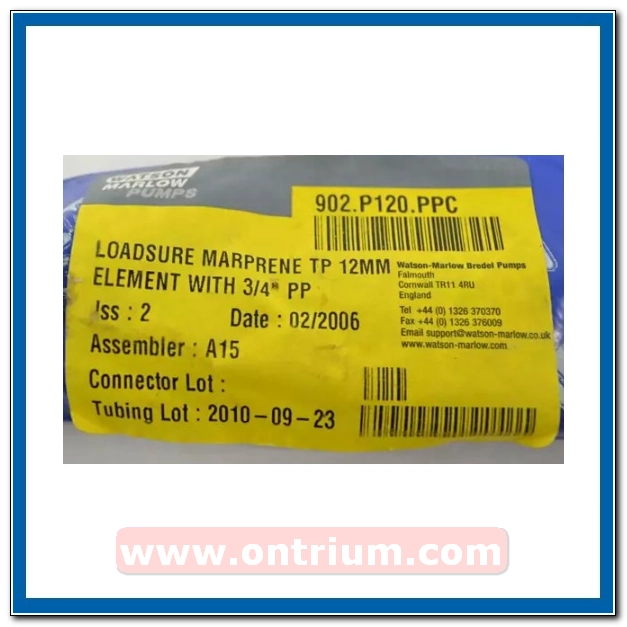 WATSON
MARLOW
PUMPS
902.P120.PPC
LOADSURE MARPRENE TP 12MM
ELEMENT WITH 3/4" PP
Iss : 2 Date : 02/2006
Assembler : A15
Connector Lot :
Tubing Lot : 2010-09-23
Watson-Marlow Bredel Pumps
Falmouth
Cornwall TR11 4RU
England
Tel +44 (0) 1326 370370
Fax +44 (0) 1326 376009
Email support@watson-marlow.co.uk
www.watson-marlow.com
www.ontrium.com